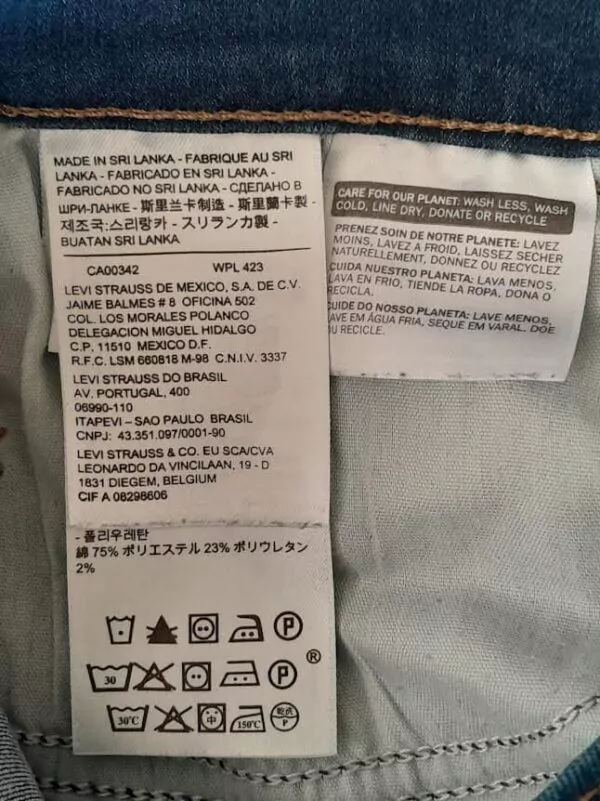 MADE IN SRI LANKA - FABRIQUE AU SRI
LANKA - FABRICADO EN SRI LANKA -
FABRICADO NO SRI LANKA - СДЕЛАНО В
ШРИ-ЛАНКЕ - 斯里兰卡制造 - 斯里蘭卡製 -
제조국:스리랑카 - スリランカ製 -
BUATAN SRI LANKA
CA00342 WPL 423
LEVI STRAUSS DE MEXICO, S.A. DE C.V.
JAIME BALMES # 8 OFICINA 502
COL. LOS MORALES POLANCO
DELEGACION MIGUEL HIDALGO
C.P. 11510 MEXICO D.F.
R.F.C. LSM 660818 M-98 C.N.I.V. 3337
LEVI STRAUSS DO BRASIL
AV. PORTUGAL, 400
06990-110
ITAPEVI – SAO PAULO BRASIL
CNPJ: 43.351.097/0001-90
LEVI STRAUSS & CO. EU SCA/CVA
LEONARDO DA VINCILAAN, 19 - D
1831 DIEGEM, BELGIUM
CIF A 08298606
- 폴리우레탄
綿 75% ポリエステル 23% ポリウレタン
2%
P
30 P ®
30°C 中 150°C P
CARE FOR OUR PLANET: WASH LESS, WASH
COLD, LINE DRY, DONATE OR RECYCLE
PRENEZ SOIN DE NOTRE PLANETE: LAVEZ
MOINS, LAVEZ A FROID, LAISSEZ SECHER
NATURELLEMENT, DONNEZ OU RECYCLEZ
CUIDA NUESTRO PLANETA: LAVA MENOS,
LAVA EN FRIO, TIENDE LA ROPA, DONA O
RECICLA.
CUIDE DO NOSSO PLANETA: LAVE MENOS,
LAVE EM ÁGUA FRIA, SEQUE EM VARAL. DOE
OU RECICLE.